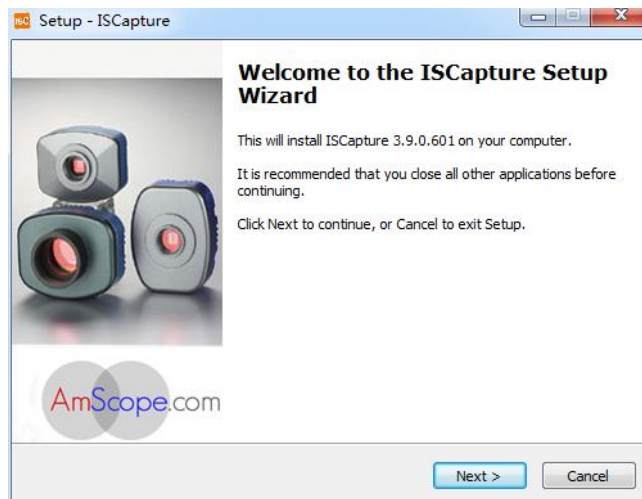 Setup - ISCapture
Welcome to the ISCapture Setup
Wizard
This will install ISCapture 3.9.0.601 on your computer.
It is recommended that you close all other applications before
continuing.
Click Next to continue, or Cancel to exit Setup.
AmScope.com
Next >
Cancel